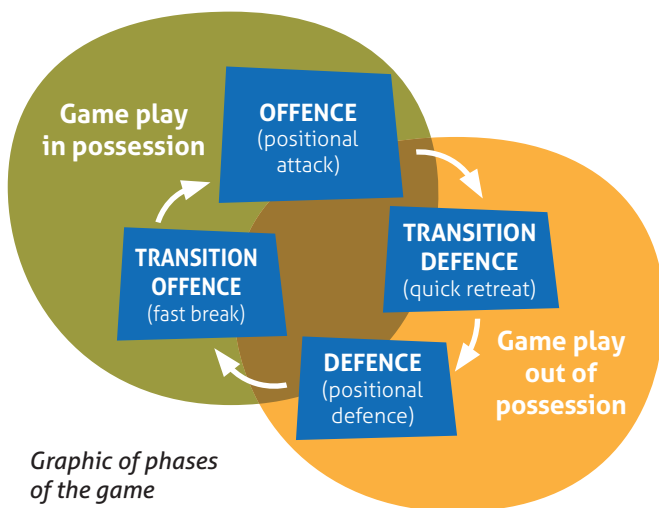 Game play
in possession
OFFENCE
(positional
attack)
TRANSITION
OFFENCE
(fast break)
TRANSITION
DEFENCE
(quick retreat)
DEFENCE
(positional
defence)
Game play
out of
possession
Graphic of phases
of the game